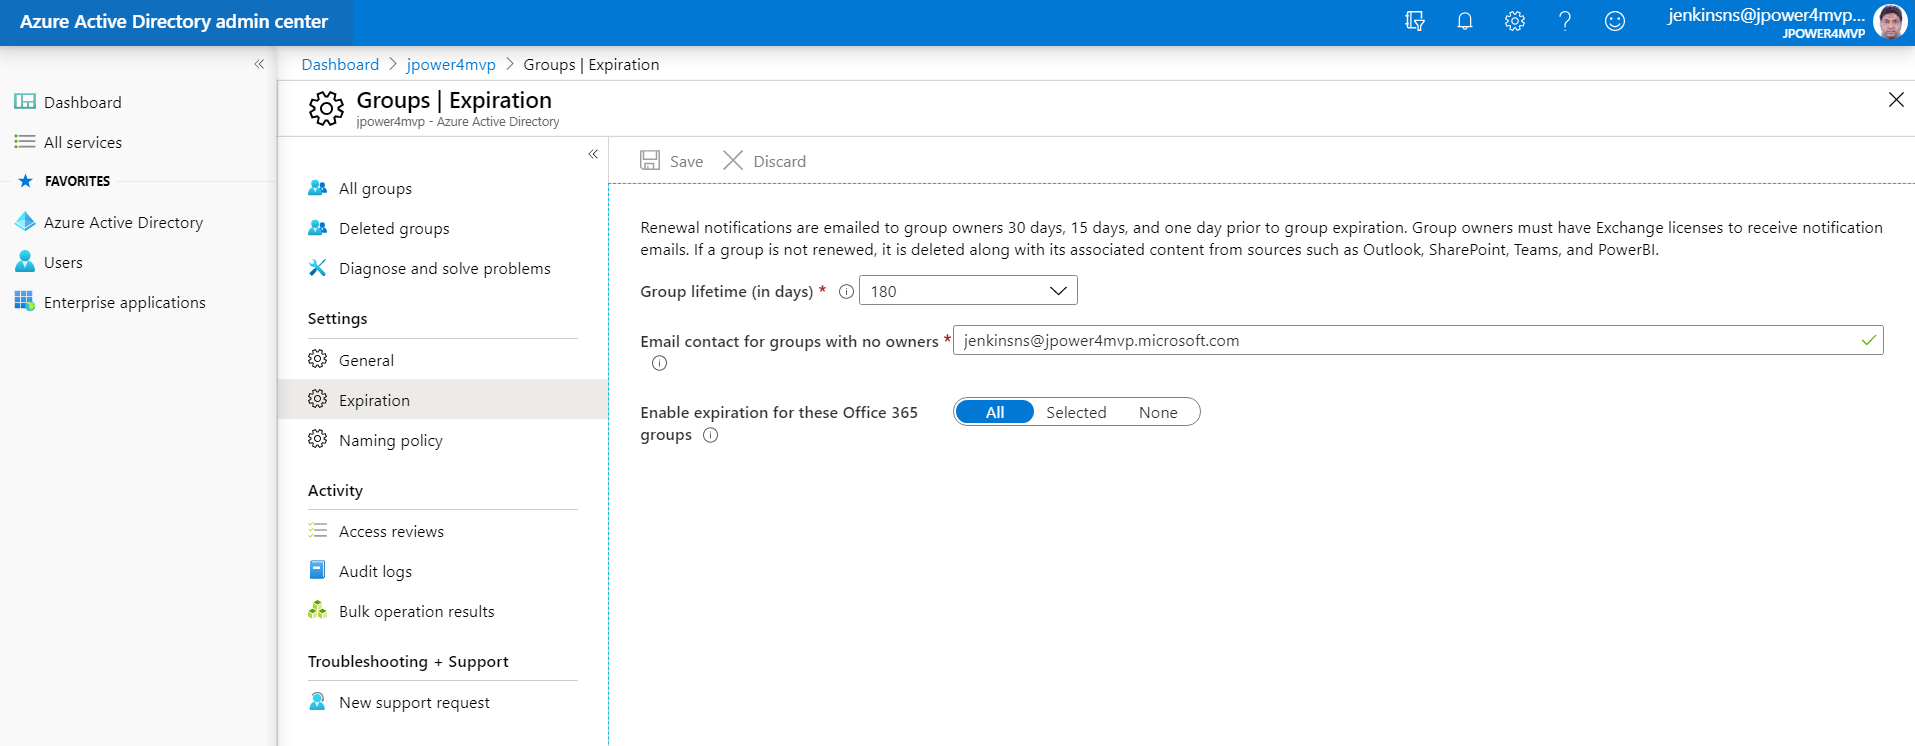 Azure Active Directory admin center
jenkinsns@jpower4mvp...
JPOWER4MVP
Dashboard
All services
FAVORITES
Azure Active Directory
Users
Enterprise applications
Dashboard > jpower4mvp > Groups | Expiration
Groups | Expiration
jpower4mvp - Azure Active Directory
All groups
Deleted groups
Diagnose and solve problems
Settings
General
Expiration
Naming policy
Activity
Access reviews
Audit logs
Bulk operation results
Troubleshooting + Support
New support request
Save Discard
Renewal notifications are emailed to group owners 30 days, 15 days, and one day prior to group expiration. Group owners must have Exchange licenses to receive notification
emails. If a group is not renewed, it is deleted along with its associated content from sources such as Outlook, SharePoint, Teams, and PowerBI.
Group lifetime (in days) * 180
Email contact for groups with no owners * jenkinsns@jpower4mvp.microsoft.com
Enable expiration for these Office 365 All Selected None
groups